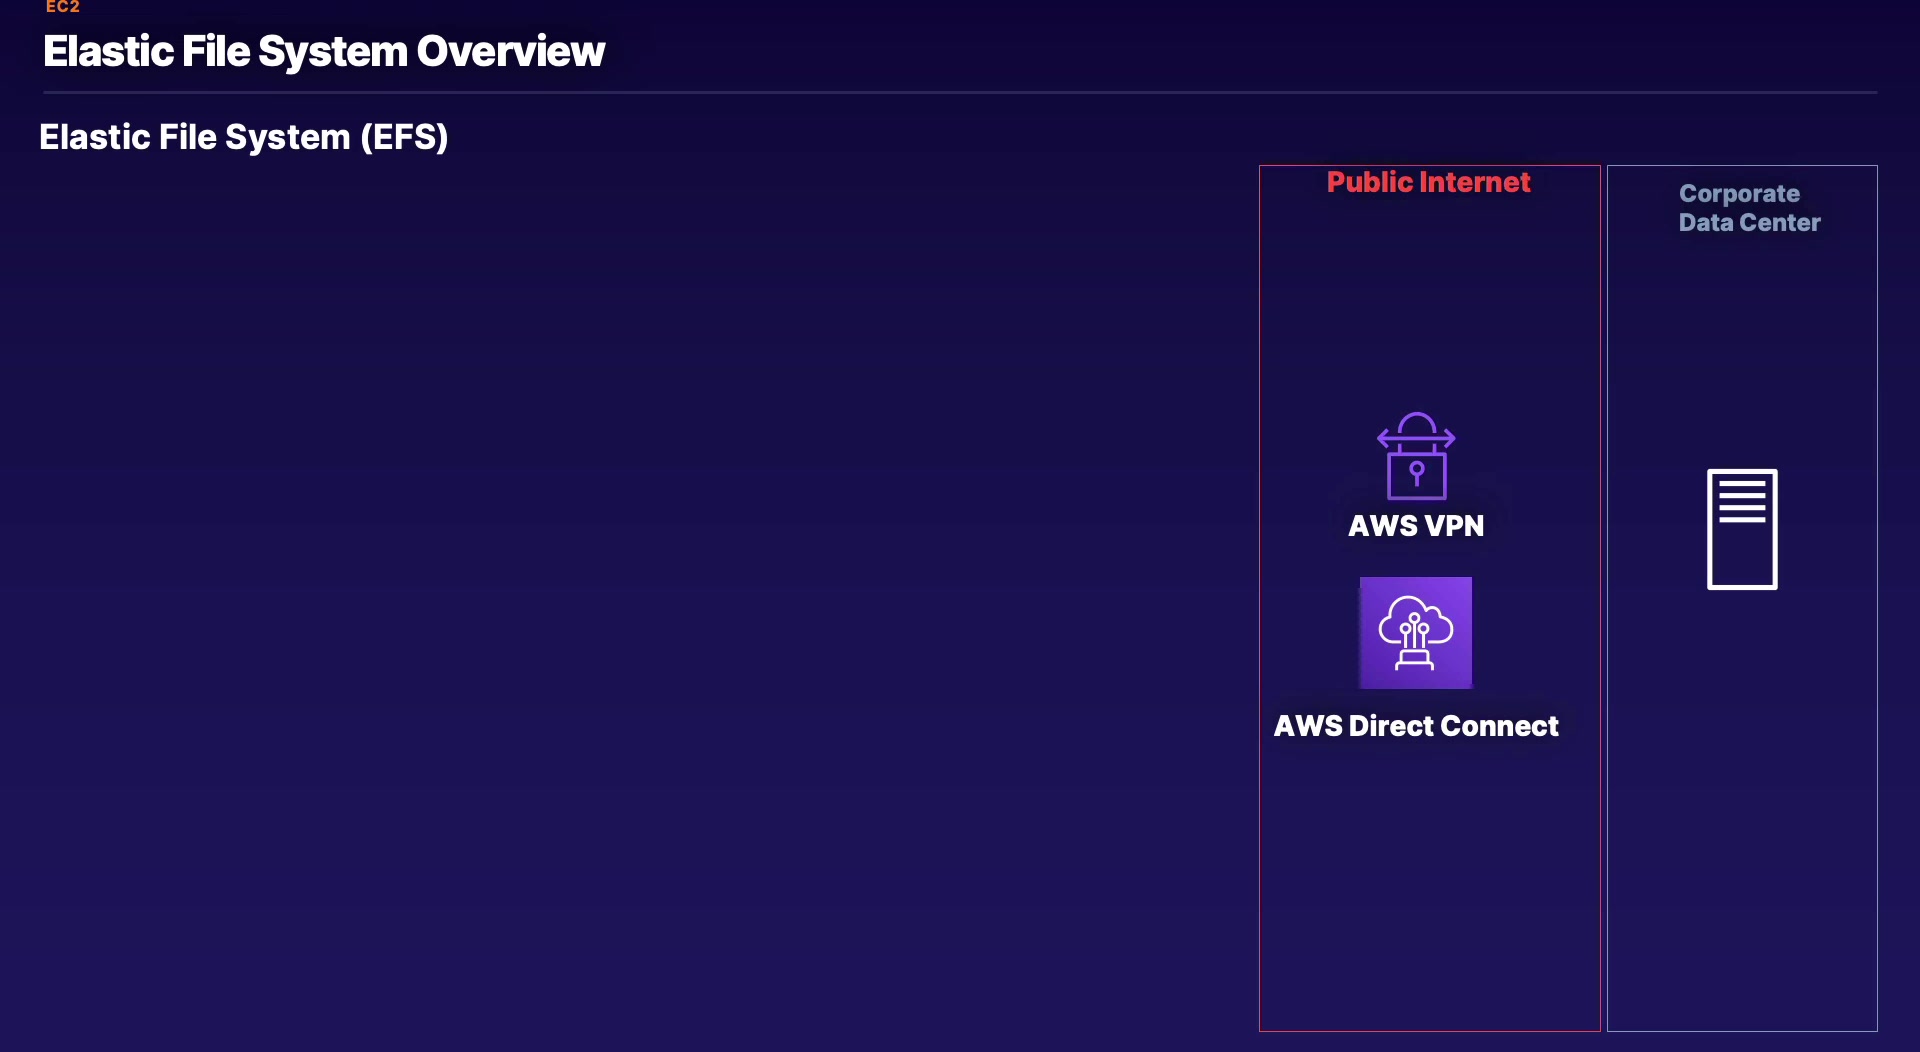 EC2
Elastic File System Overview
Elastic File System (EFS)
Public Internet
Corporate
Data Center
AWS VPN
AWS Direct Connect